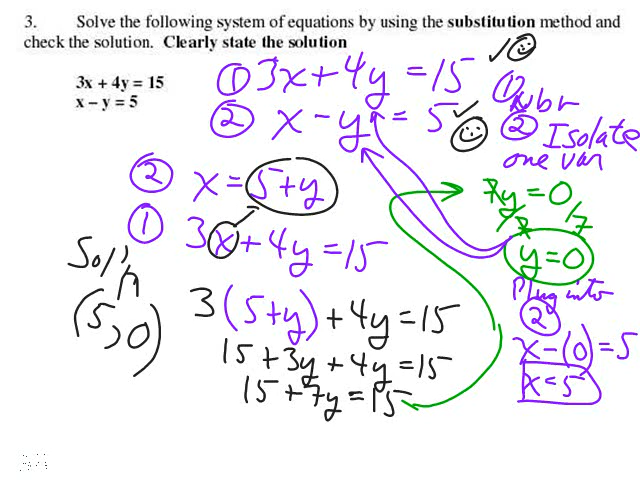 3. Solve the following system of equations by using the substitution method and
check the solution. Clearly state the solution
3x + 4y = 15
x – y = 5
① 3x+4y=15 ✓
② x-y=5 ✓
①
Nbr
② Isolate
one var
② x=5+y
① 3x+4y=15
3(5+y)+4y=15
15+3y+4y=15
15+7y=15
7y=0
/7 /7
y=0
Plug into
②
x-(0)=5
x=5
Sol'n
(5,0)